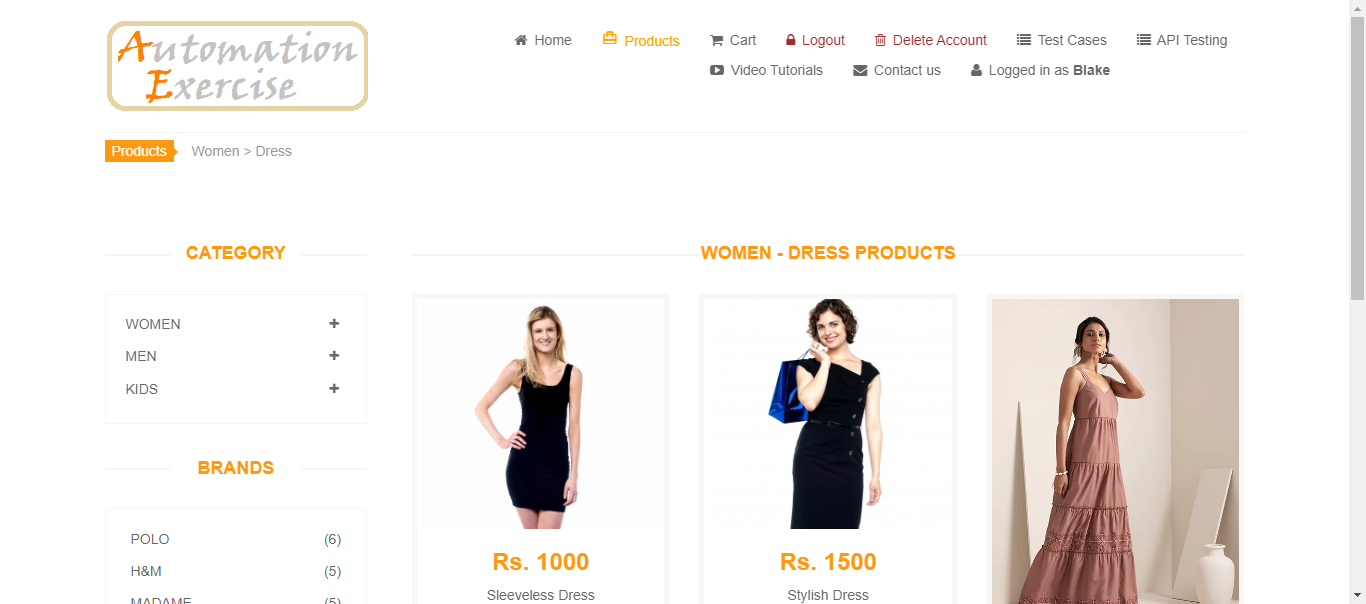 Automation
Exercise
Home Products Cart Logout Delete Account Test Cases API Testing
Video Tutorials Contact us Logged in as Blake
Products Women > Dress
CATEGORY
WOMEN
MEN
KIDS
BRANDS
POLO (6)
H&M (5)
MADAME (5)
WOMEN - DRESS PRODUCTS
Rs. 1000
Sleeveless Dress
Rs. 1500
Stylish Dress